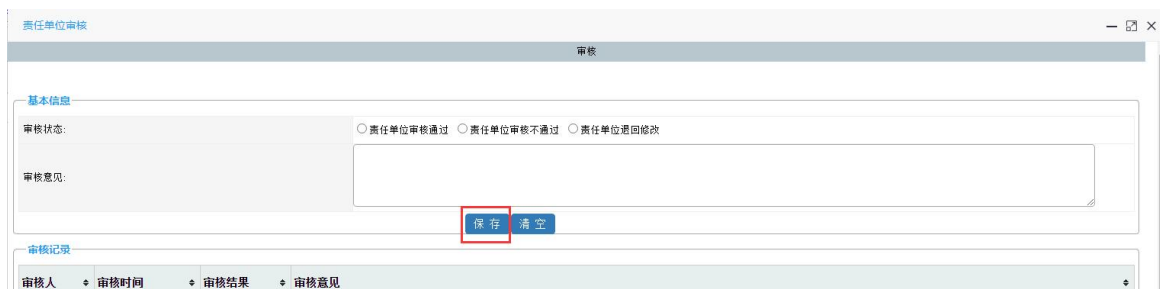 责任单位审核
审核
基本信息
审核状态: 责任单位审核通过 责任单位审核不通过 责任单位退回修改
审核意见:
保存 清空
审核记录
审核人 审核时间 审核结果 审核意见